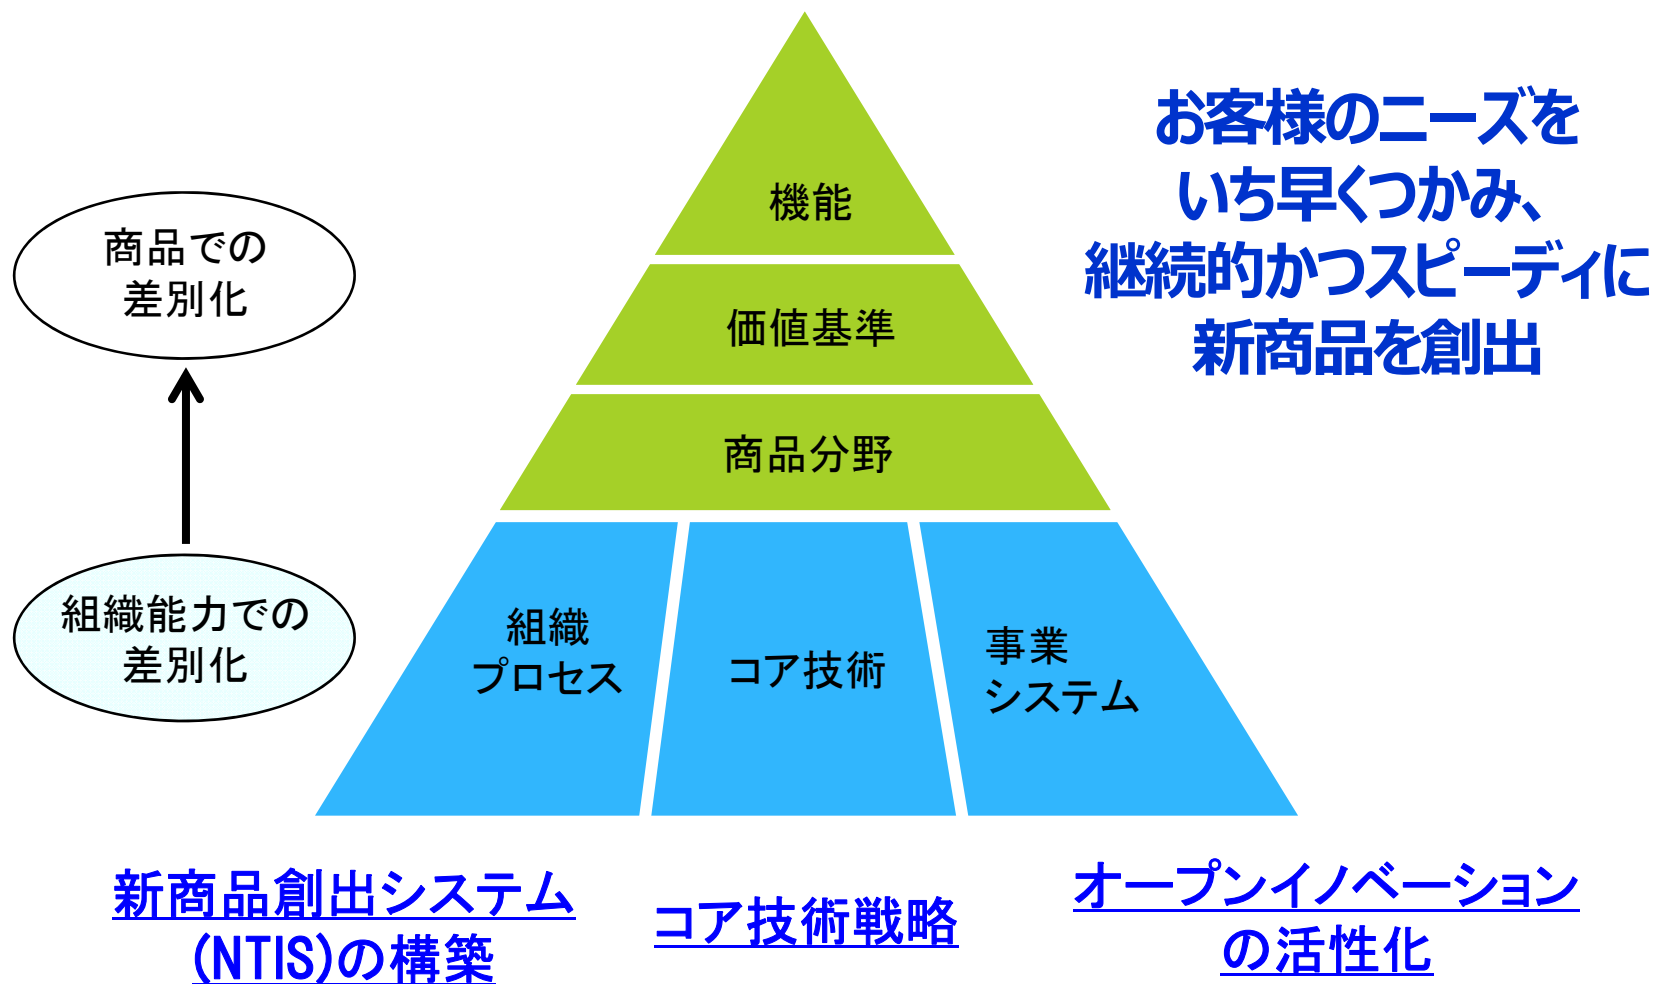 お客様のニーズを
いち早くつかみ、
継続的かつスピーディに
新商品を創出
商品での
差別化
組織能力での
差別化
機能
価値基準
商品分野
組織
プロセス
コア技術
事業
システム
新商品創出システム
(NTIS)の構築
コア技術戦略
オープンイノベーション
の活性化